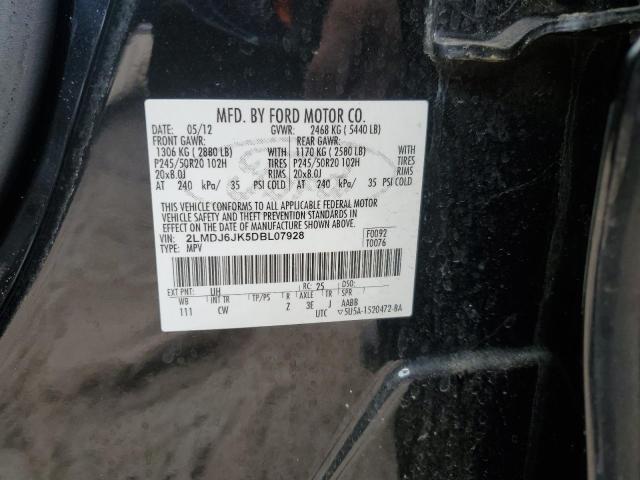 MFD. BY FORD MOTOR CO.
DATE: 05/12 GVWR: 2468 KG ( 5440 LB)
FRONT GAWR: REAR GAWR:
1306 KG ( 2880 LB) WITH 1170 KG ( 2580 LB) WITH
P245/50R20 102H TIRES P245/50R20 102H TIRES
20x8.0J RIMS 20x8.0J RIMS
AT 240 kPa/ 35 PSI COLD AT 240 kPa/ 35 PSI COLD
THIS VEHICLE CONFORMS TO ALL APPLICABLE FEDERAL MOTOR
VEHICLE SAFETY AND THEFT PREVENTION STANDARDS IN
EFFECT ON THE DATE OF MANUFACTURE SHOWN ABOVE.
VIN: 2LMDJ6JK5DBL07928 F0092
TYPE: MPV T0076
EXT PNT: UH RC: 25 DSO:
WB INT TR TP/PS R AXLE TR SPR
111 CW Z 3E J AABB
UTC ▽5U5A-1520472-BA